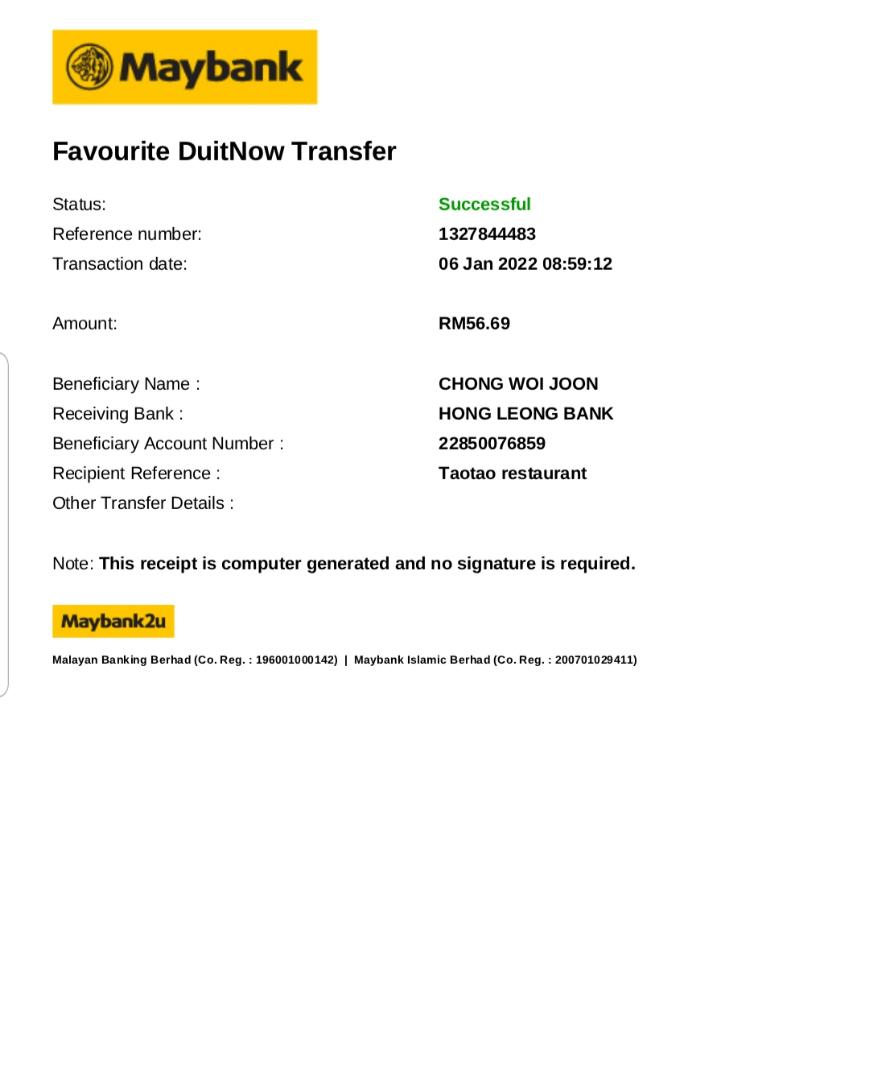 Maybank
Favourite DuitNow Transfer
Status: Successful
Reference number: 1327844483
Transaction date: 06 Jan 2022 08:59:12
Amount: RM56.69
Beneficiary Name : CHONG WOI JOON
Receiving Bank : HONG LEONG BANK
Beneficiary Account Number : 22850076859
Recipient Reference : Taotao restaurant
Other Transfer Details :
Note: This receipt is computer generated and no signature is required.
Maybank2u
Malayan Banking Berhad (Co. Reg. : 196001000142) | Maybank Islamic Berhad (Co. Reg. : 200701029411)